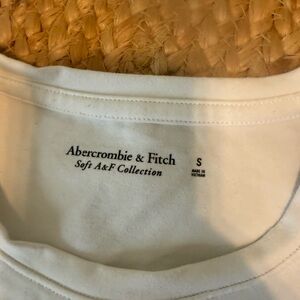 Abercrombie & Fitch
Soft A&F Collection
S
MADE IN
VIETNAM